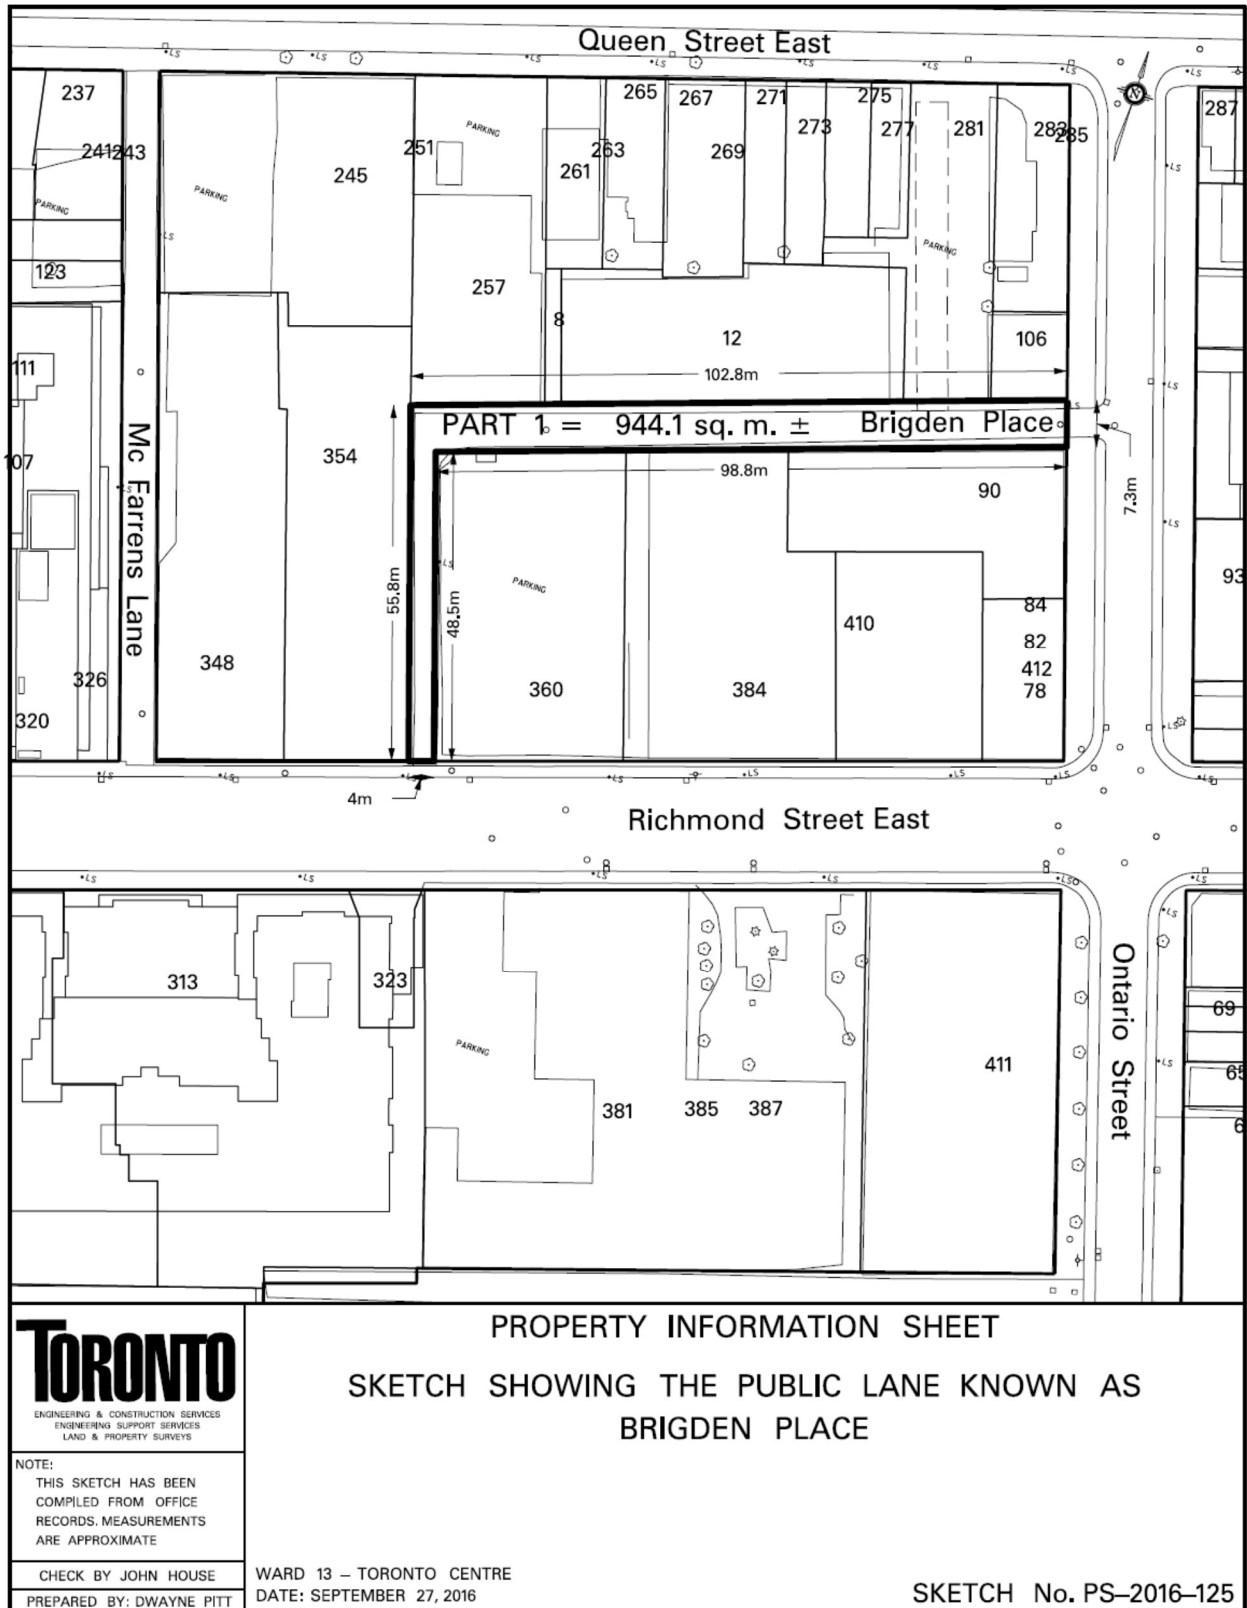 Queen Street East
237
241
243
PARKING
123
PARKING
245
251
PARKING
257
261
263
265
267
269
271
273
275
277
281
283
285
287
PARKING
8
12
106
102.8m
PART 1 = 944.1 sq. m. ± Brigden Place
98.8m
7.3m
111
107
Mc Farrens Lane
354
348
326
320
55.8m
48.5m
PARKING
360
384
410
90
84
82
412
78
93
4m
Richmond Street East
313
323
PARKING
381
385
387
411
Ontario Street
69
65
TORONTO
ENGINEERING & CONSTRUCTION SERVICES
ENGINEERING SUPPORT SERVICES
LAND & PROPERTY SURVEYS
NOTE:
THIS SKETCH HAS BEEN
COMPILED FROM OFFICE
RECORDS. MEASUREMENTS
ARE APPROXIMATE
CHECK BY JOHN HOUSE
PREPARED BY: DWAYNE PITT
PROPERTY INFORMATION SHEET
SKETCH SHOWING THE PUBLIC LANE KNOWN AS
BRIGDEN PLACE
WARD 13 – TORONTO CENTRE
DATE: SEPTEMBER 27, 2016
SKETCH No. PS–2016–125